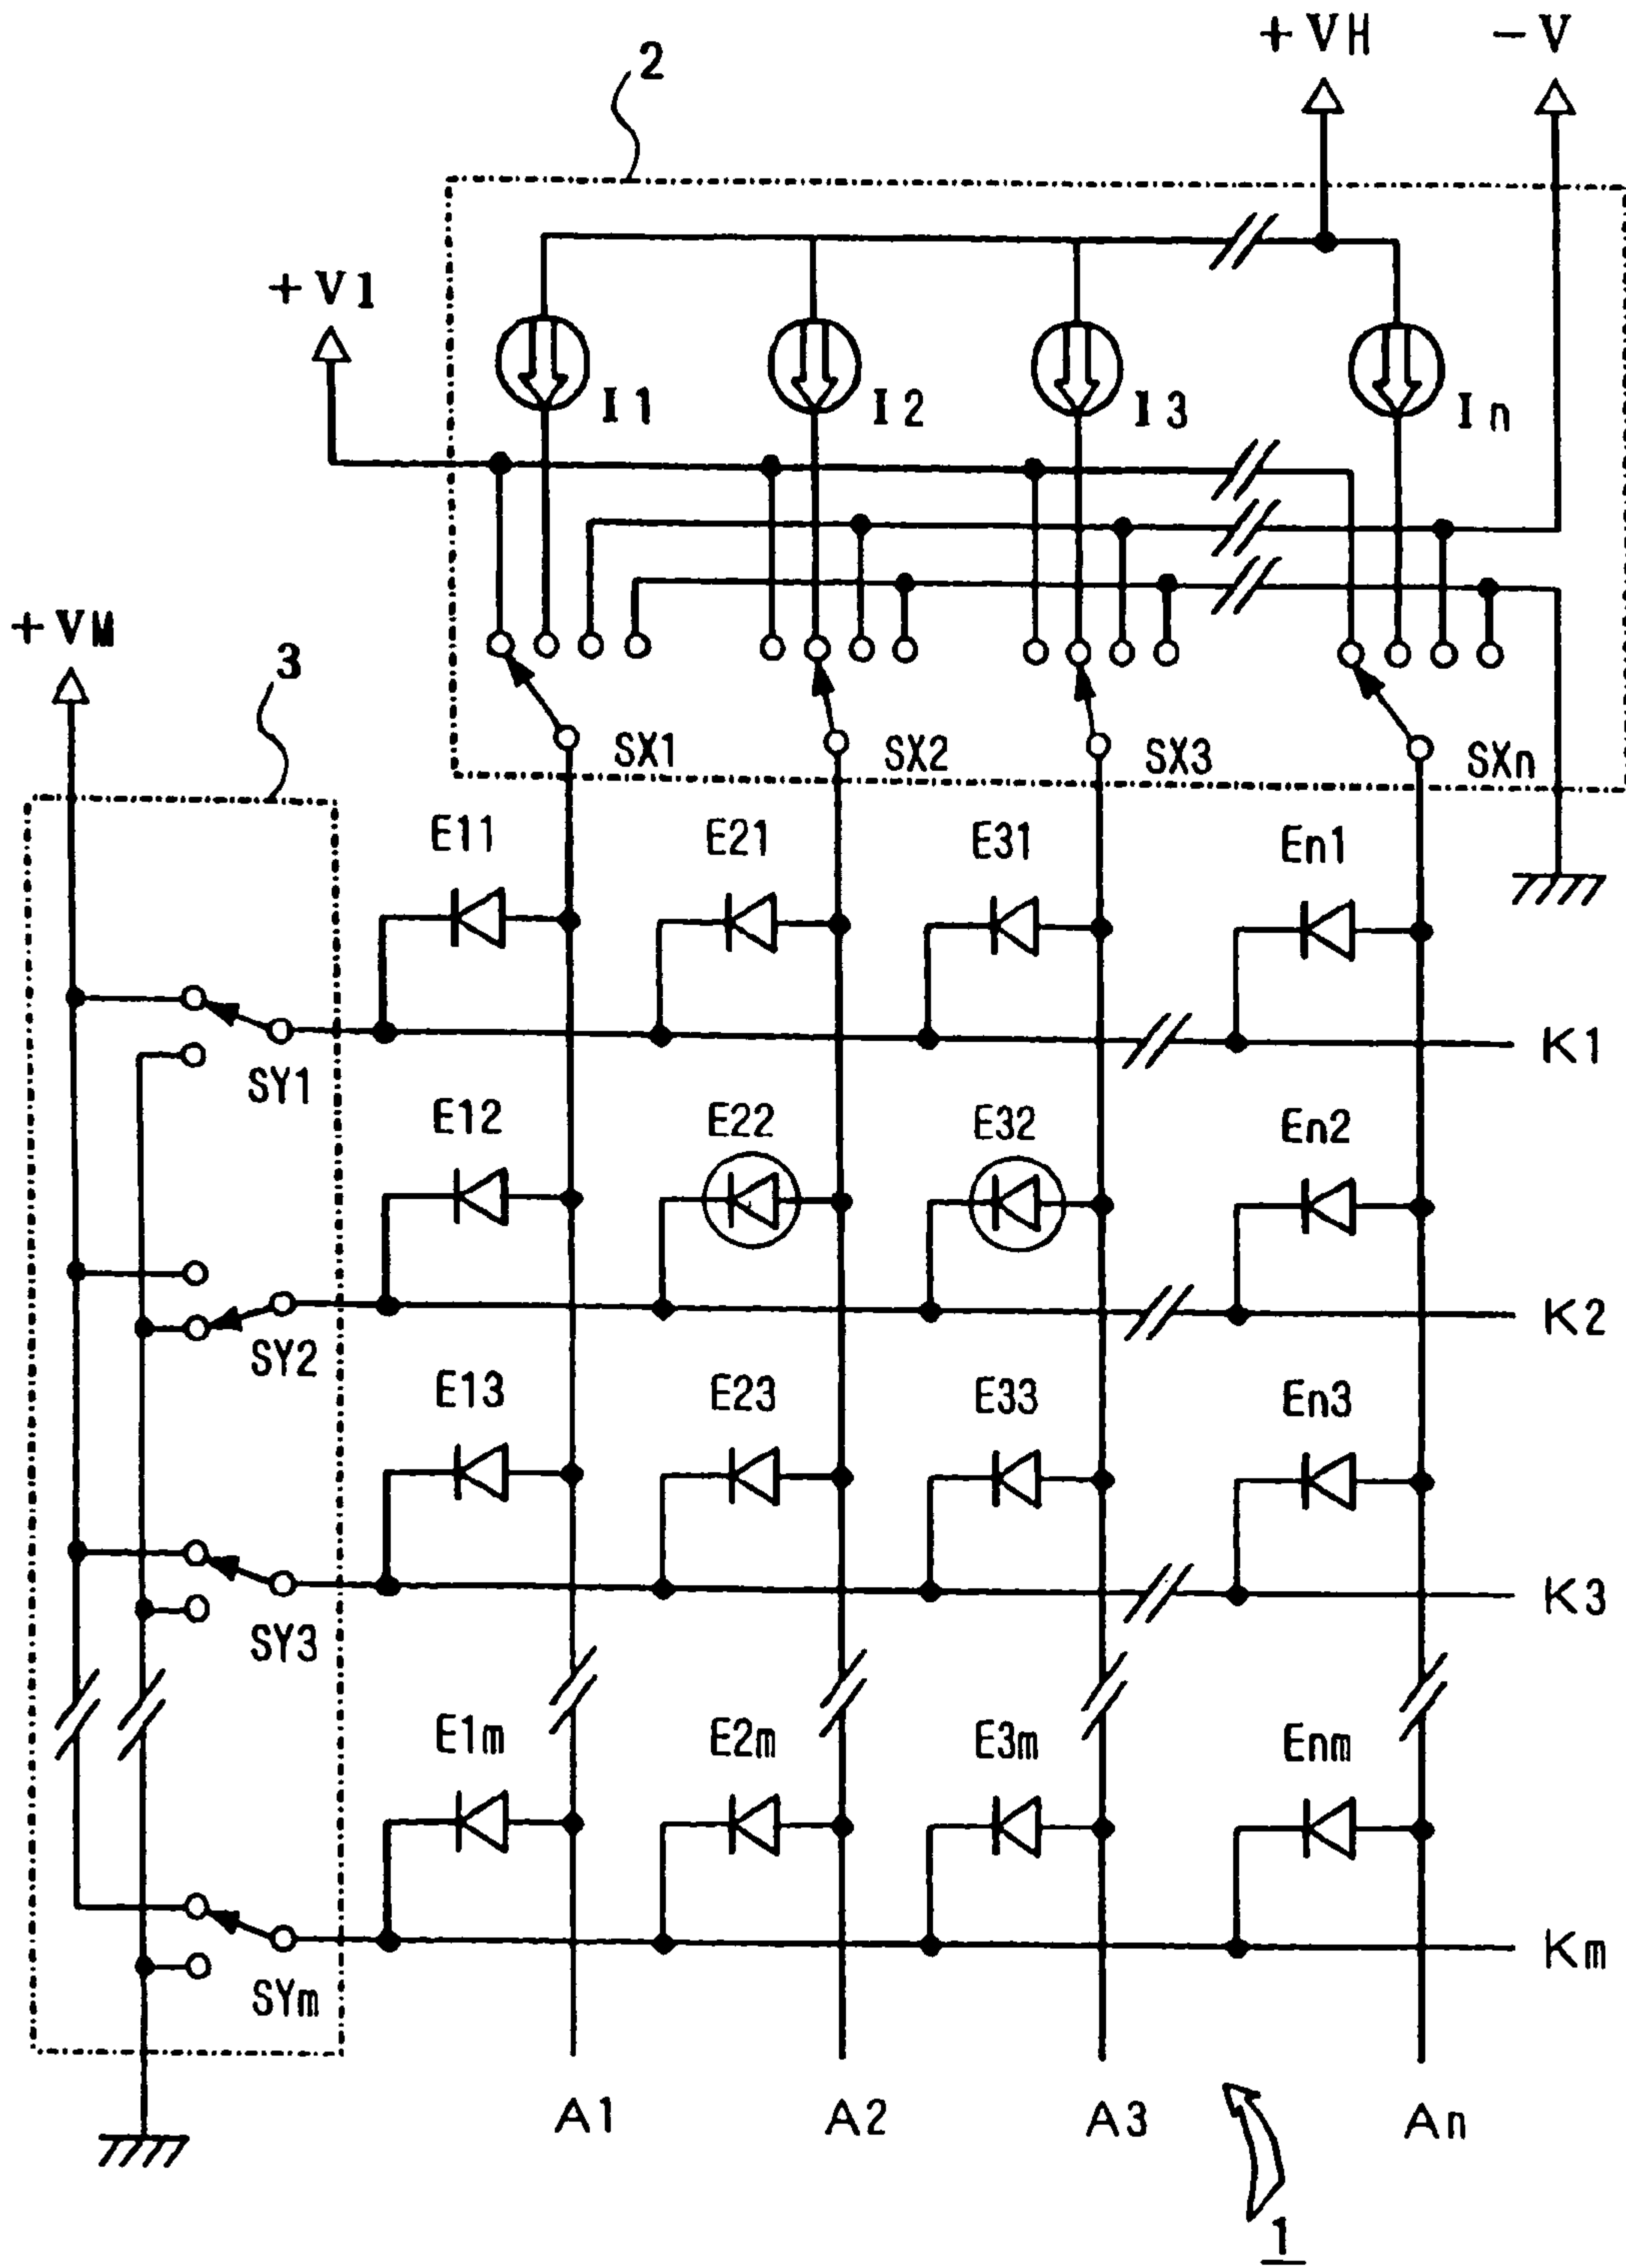 +VH -V
2
+V1
I1 I2 I3 In
+VM
3
SX1 SX2 SX3 SXn
E11 E21 E31 En1
SY1
K1
E12 E22 E32 En2
SY2
K2
E13 E23 E33 En3
SY3
K3
E1m E2m E3m Enm
SYm
Km
A1 A2 A3 An
1